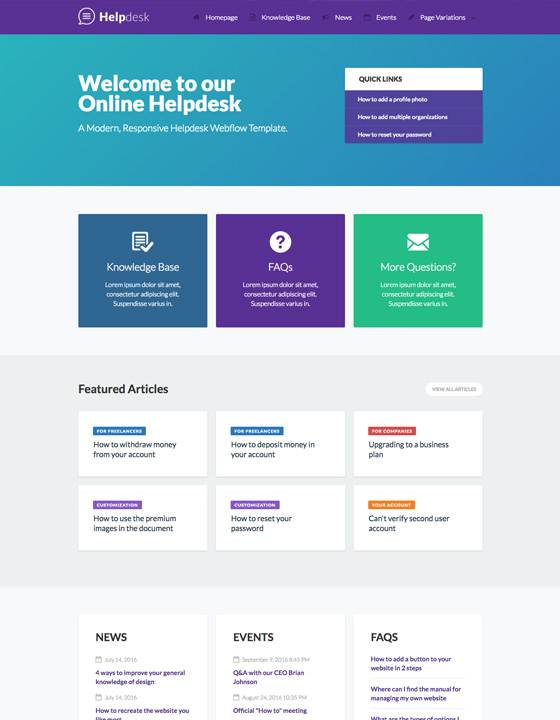 Helpdesk
Homepage
Knowledge Base
News
Events
Page Variations
Welcome to our
Online Helpdesk
A Modern, Responsive Helpdesk Webflow Template.
QUICK LINKS
How to add a profile photo
How to add multiple organizations
How to reset your password
Knowledge Base
Lorem ipsum dolor sit amet,
consectetur adipiscing elit.
Suspendisse varius in.
FAQs
Lorem ipsum dolor sit amet,
consectetur adipiscing elit.
Suspendisse varius in.
More Questions?
Lorem ipsum dolor sit amet,
consectetur adipiscing elit.
Suspendisse varius in.
Featured Articles
VIEW ALL ARTICLES
FOR FREELANCERS
How to withdraw money
from your account
FOR FREELANCERS
How to deposit money in
your account
FOR COMPANIES
Upgrading to a business
plan
CUSTOMIZATION
How to use the premium
images in the document
CUSTOMIZATION
How to reset your
password
YOUR ACCOUNT
Can't verify second user
account
NEWS
July 14, 2016
4 ways to improve your general
knowledge of design
July 14, 2016
How to recreate the website you
like most
EVENTS
September 9, 2016 8:45 PM
Q&A with our CEO Brian
Johnson
August 24, 2016 10:35 PM
Official "How to" meeting
FAQS
How to add a button to your
website in 2 steps
Where can I find the manual for
managing my own website
What are the types of options I